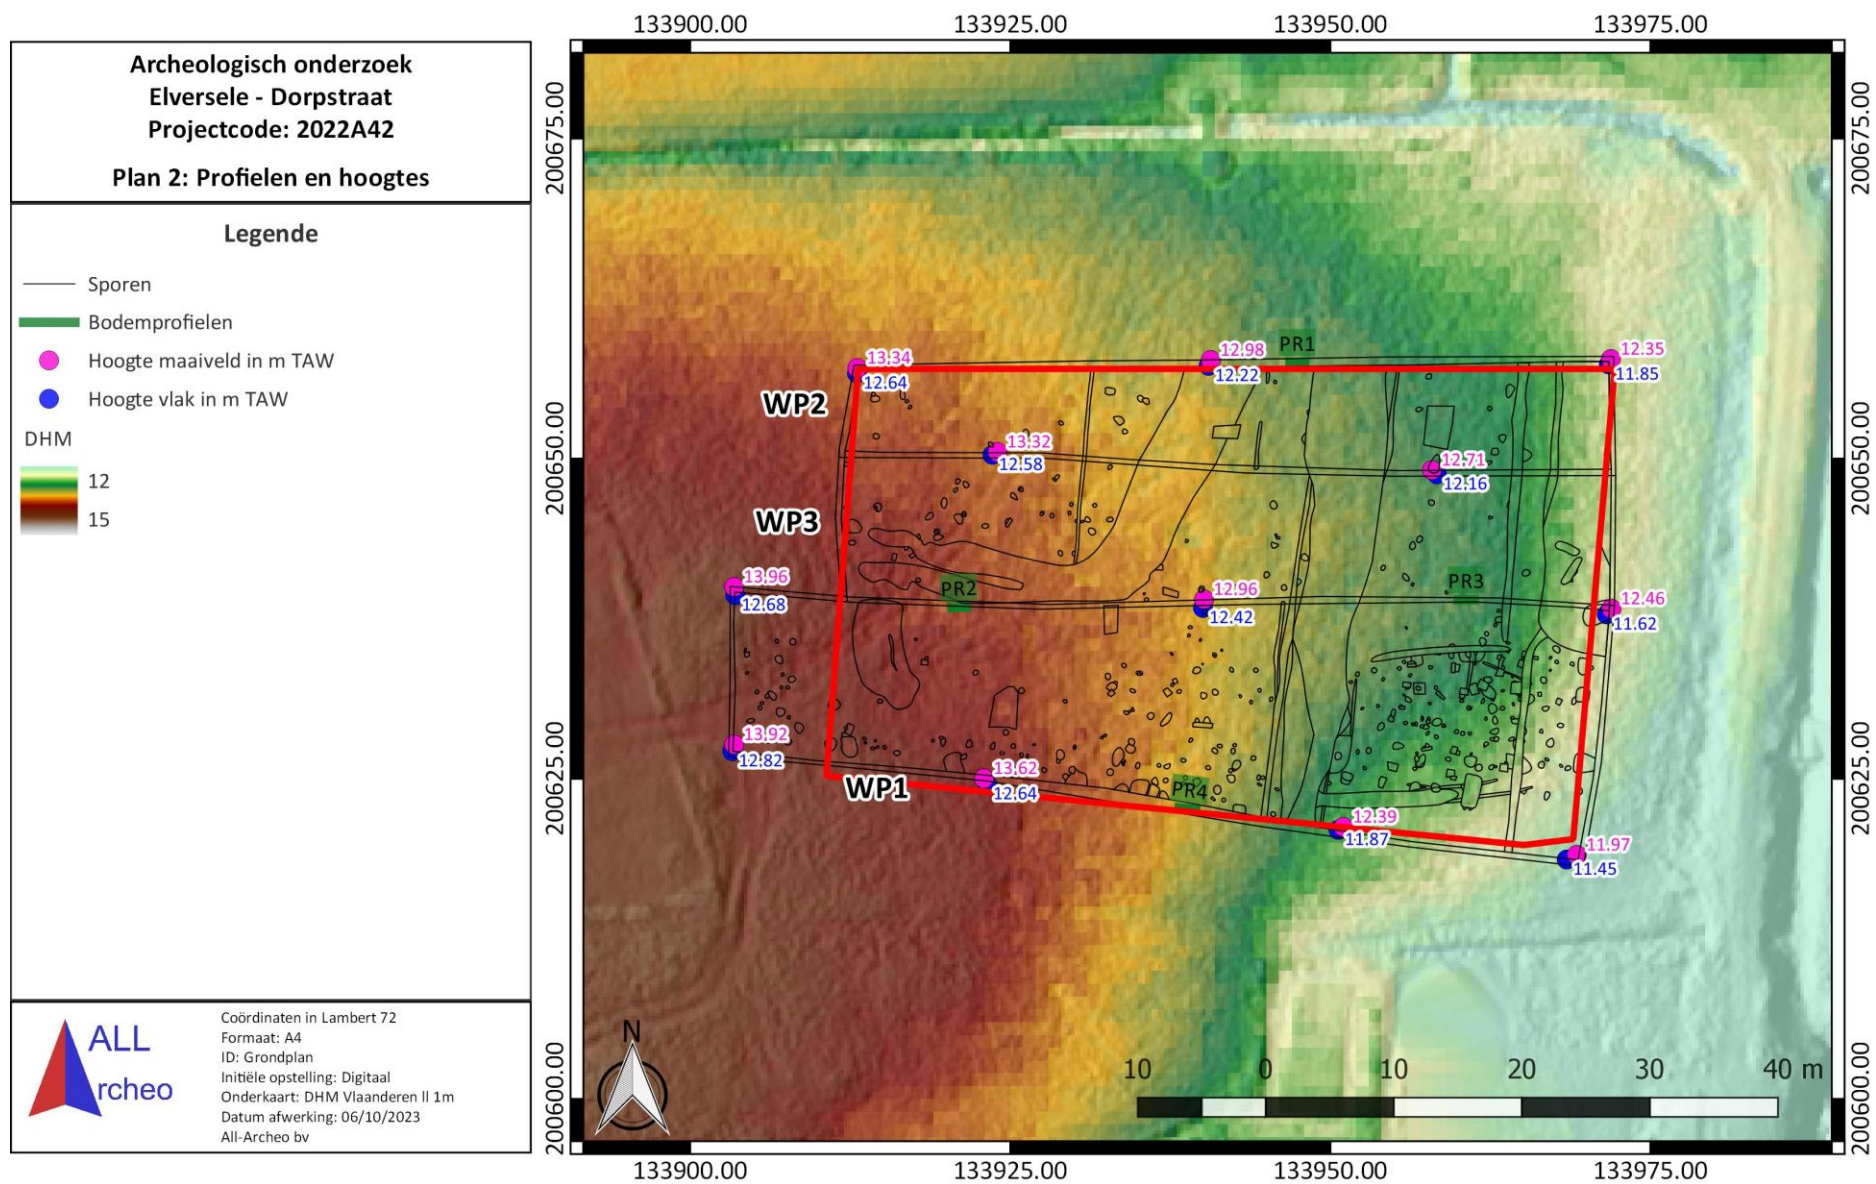 Archeologisch onderzoek
Elversele - Dorpstraat
Projectcode: 2022A42
Plan 2: Profielen en hoogtes
Legende
Sporen
Bodemprofielen
Hoogte maaiveld in m TAW
Hoogte vlak in m TAW
DHM
12
15
ALL
rcheo
Coördinaten in Lambert 72
Formaat: A4
ID: Grondplan
Initiële opstelling: Digitaal
Onderkaart: DHM Vlaanderen II 1m
Datum afwerking: 06/10/2023
All-Archeo bv
133900.00 133925.00 133950.00 133975.00
200675.00 200675.00
PR1
13.34 12.98 12.35
12.64 12.22 11.85
WP2
200650.00 200650.00
13.32 12.71
12.58 12.16
WP3
13.96 PR2 12.96 PR3 12.46
12.68 12.42 11.62
200625.00 200625.00
13.92 13.62
12.82 12.64
WP1 PR4
12.39 11.97
11.87 11.45
N
10 0 10 20 30 40 m
200600.00 200600.00
133900.00 133925.00 133950.00 133975.00